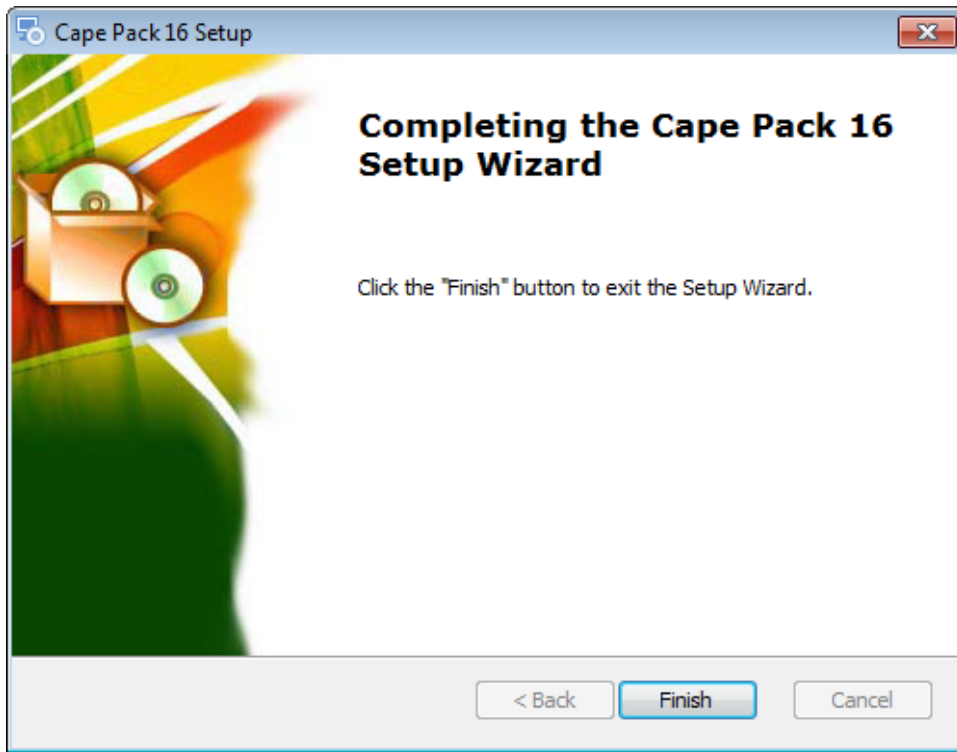 Cape Pack 16 Setup
Completing the Cape Pack 16
Setup Wizard
Click the "Finish" button to exit the Setup Wizard.
< Back Finish Cancel